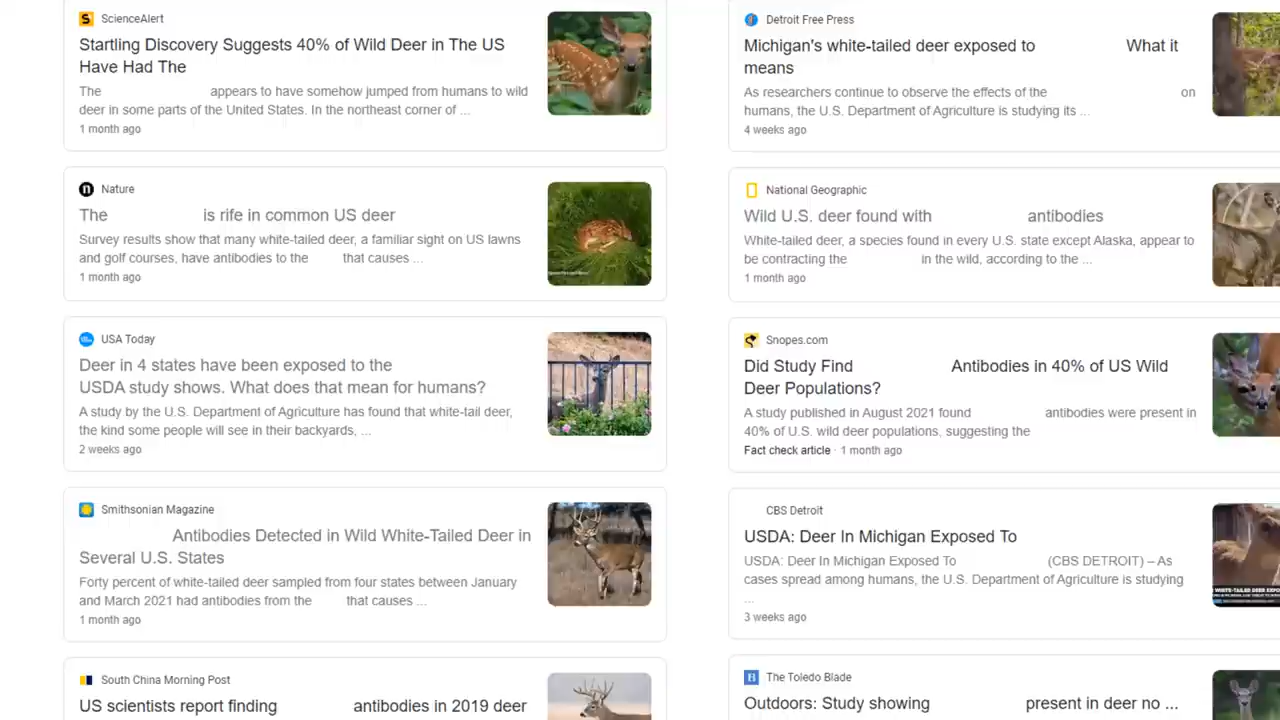 ScienceAlert
Startling Discovery Suggests 40% of Wild Deer in The US
Have Had The
The appears to have somehow jumped from humans to wild
deer in some parts of the United States. In the northeast corner of ...
1 month ago
Nature
The is rife in common US deer
Survey results show that many white-tailed deer, a familiar sight on US lawns
and golf courses, have antibodies to the that causes ...
1 month ago
USA Today
Deer in 4 states have been exposed to the
USDA study shows. What does that mean for humans?
A study by the U.S. Department of Agriculture has found that white-tail deer,
the kind some people will see in their backyards, ...
2 weeks ago
Smithsonian Magazine
Antibodies Detected in Wild White-Tailed Deer in
Several U.S. States
Forty percent of white-tailed deer sampled from four states between January
and March 2021 had antibodies from the that causes ...
1 month ago
South China Morning Post
US scientists report finding antibodies in 2019 deer
Detroit Free Press
Michigan's white-tailed deer exposed to What it
means
As researchers continue to observe the effects of the on
humans, the U.S. Department of Agriculture is studying its ...
4 weeks ago
National Geographic
Wild U.S. deer found with antibodies
White-tailed deer, a species found in every U.S. state except Alaska, appear to
be contracting the in the wild, according to the ...
1 month ago
Snopes.com
Did Study Find Antibodies in 40% of US Wild
Deer Populations?
A study published in August 2021 found antibodies were present in
40% of U.S. wild deer populations, suggesting the
Fact check article · 1 month ago
CBS Detroit
USDA: Deer In Michigan Exposed To
USDA: Deer In Michigan Exposed To (CBS DETROIT) – As
cases spread among humans, the U.S. Department of Agriculture is studying
...
3 weeks ago
The Toledo Blade
Outdoors: Study showing present in deer no ...